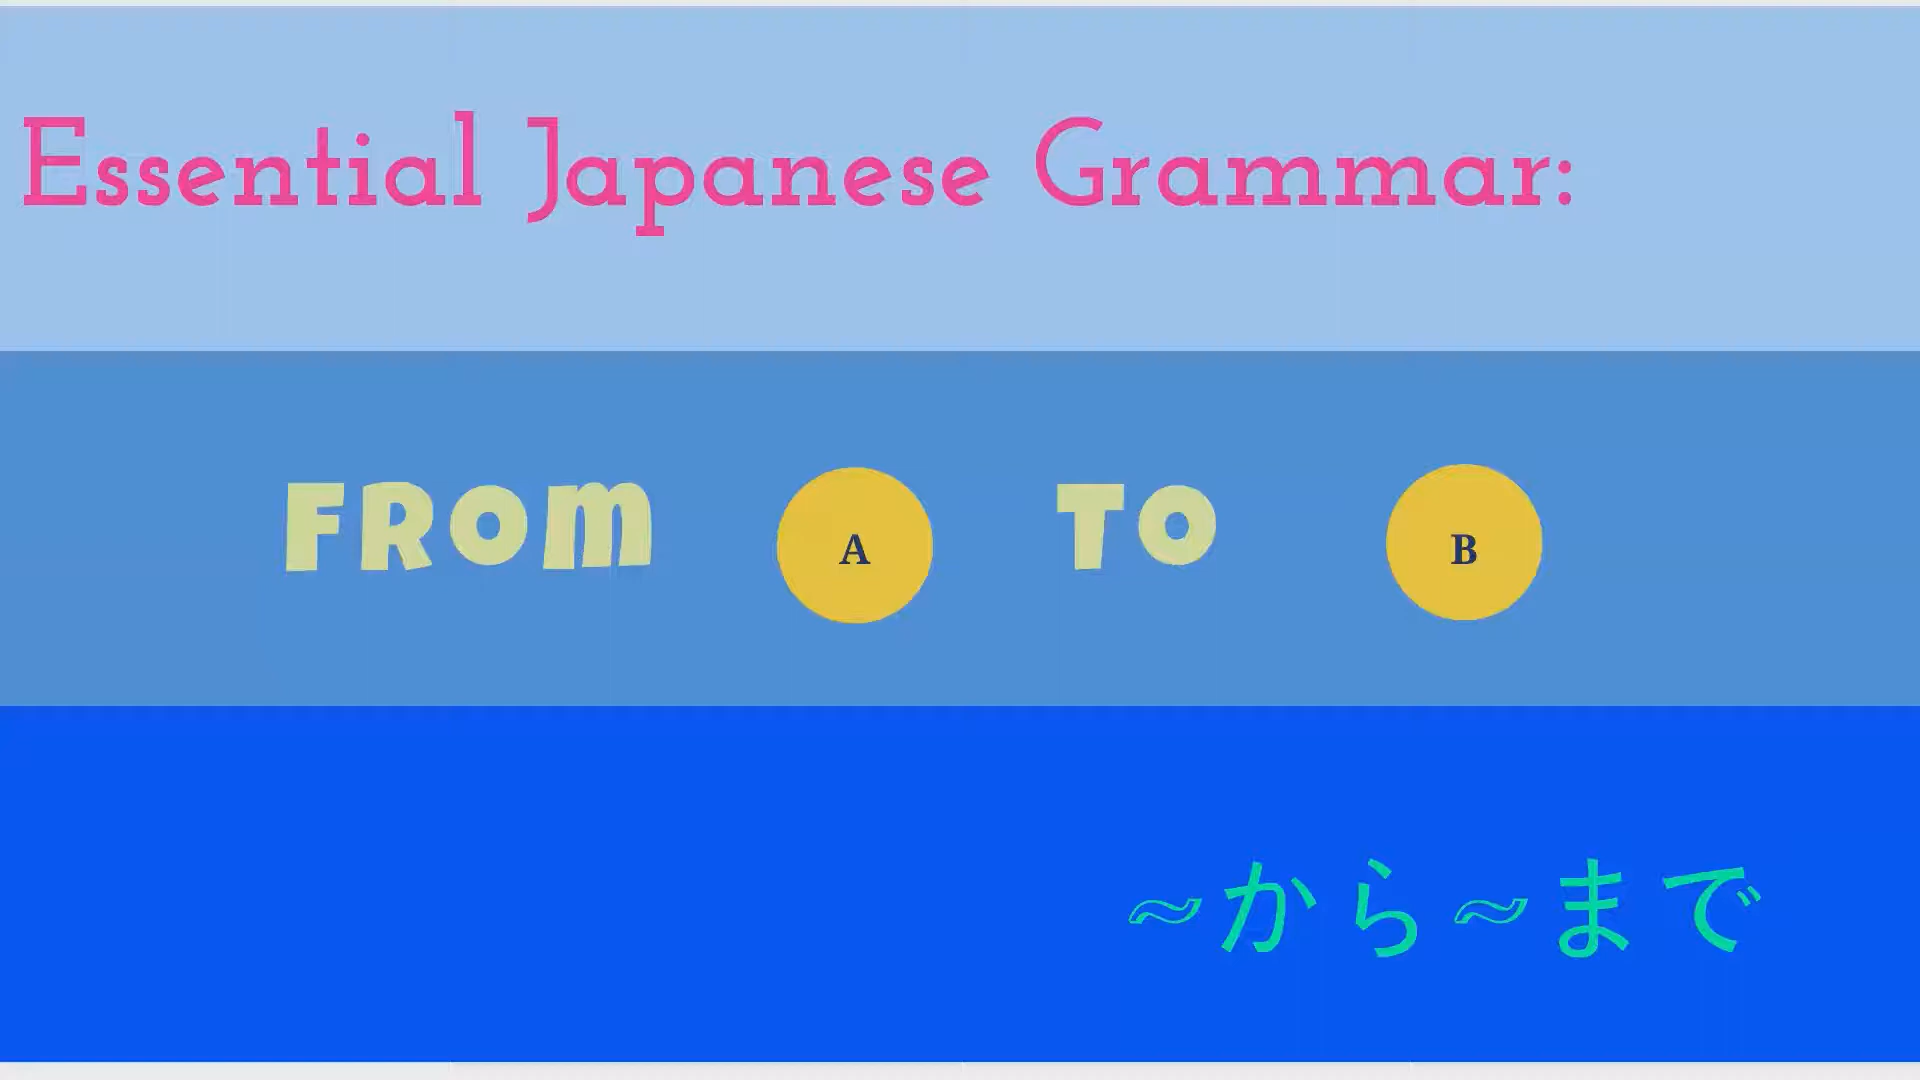 Essential Japanese Grammar:
FROM A TO B
~から~まで